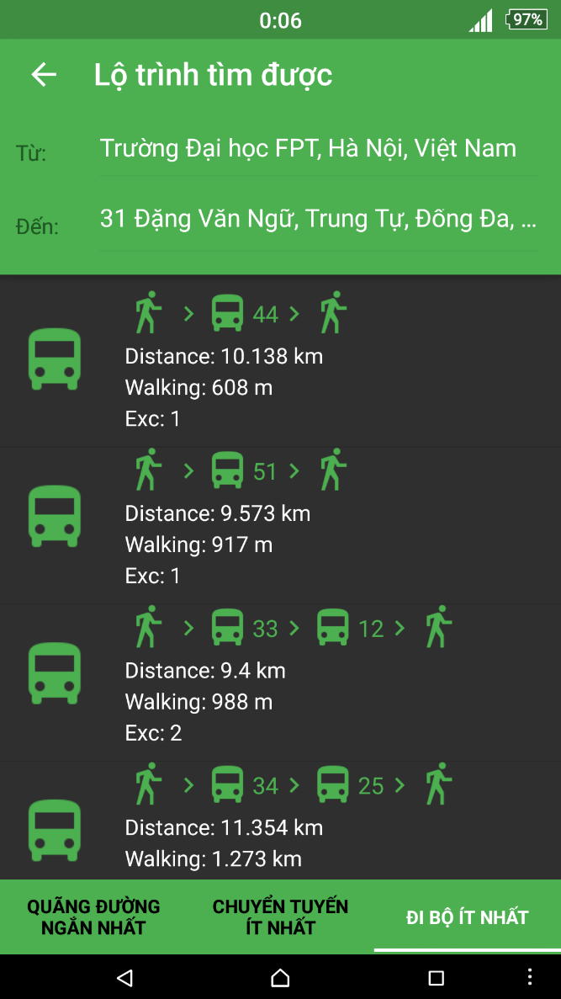 0:06
97%
Lộ trình tìm được
Từ:
Trường Đại học FPT, Hà Nội, Việt Nam
Đến:
31 Đặng Văn Ngữ, Trung Tự, Đống Đa, ...
44
Distance: 10.138 km
Walking: 608 m
Exc: 1
51
Distance: 9.573 km
Walking: 917 m
Exc: 1
33 12
Distance: 9.4 km
Walking: 988 m
Exc: 2
34 25
Distance: 11.354 km
Walking: 1.273 km
QUÃNG ĐƯỜNG
NGẮN NHẤT
CHUYỂN TUYẾN
ÍT NHẤT
ĐI BỘ ÍT NHẤT